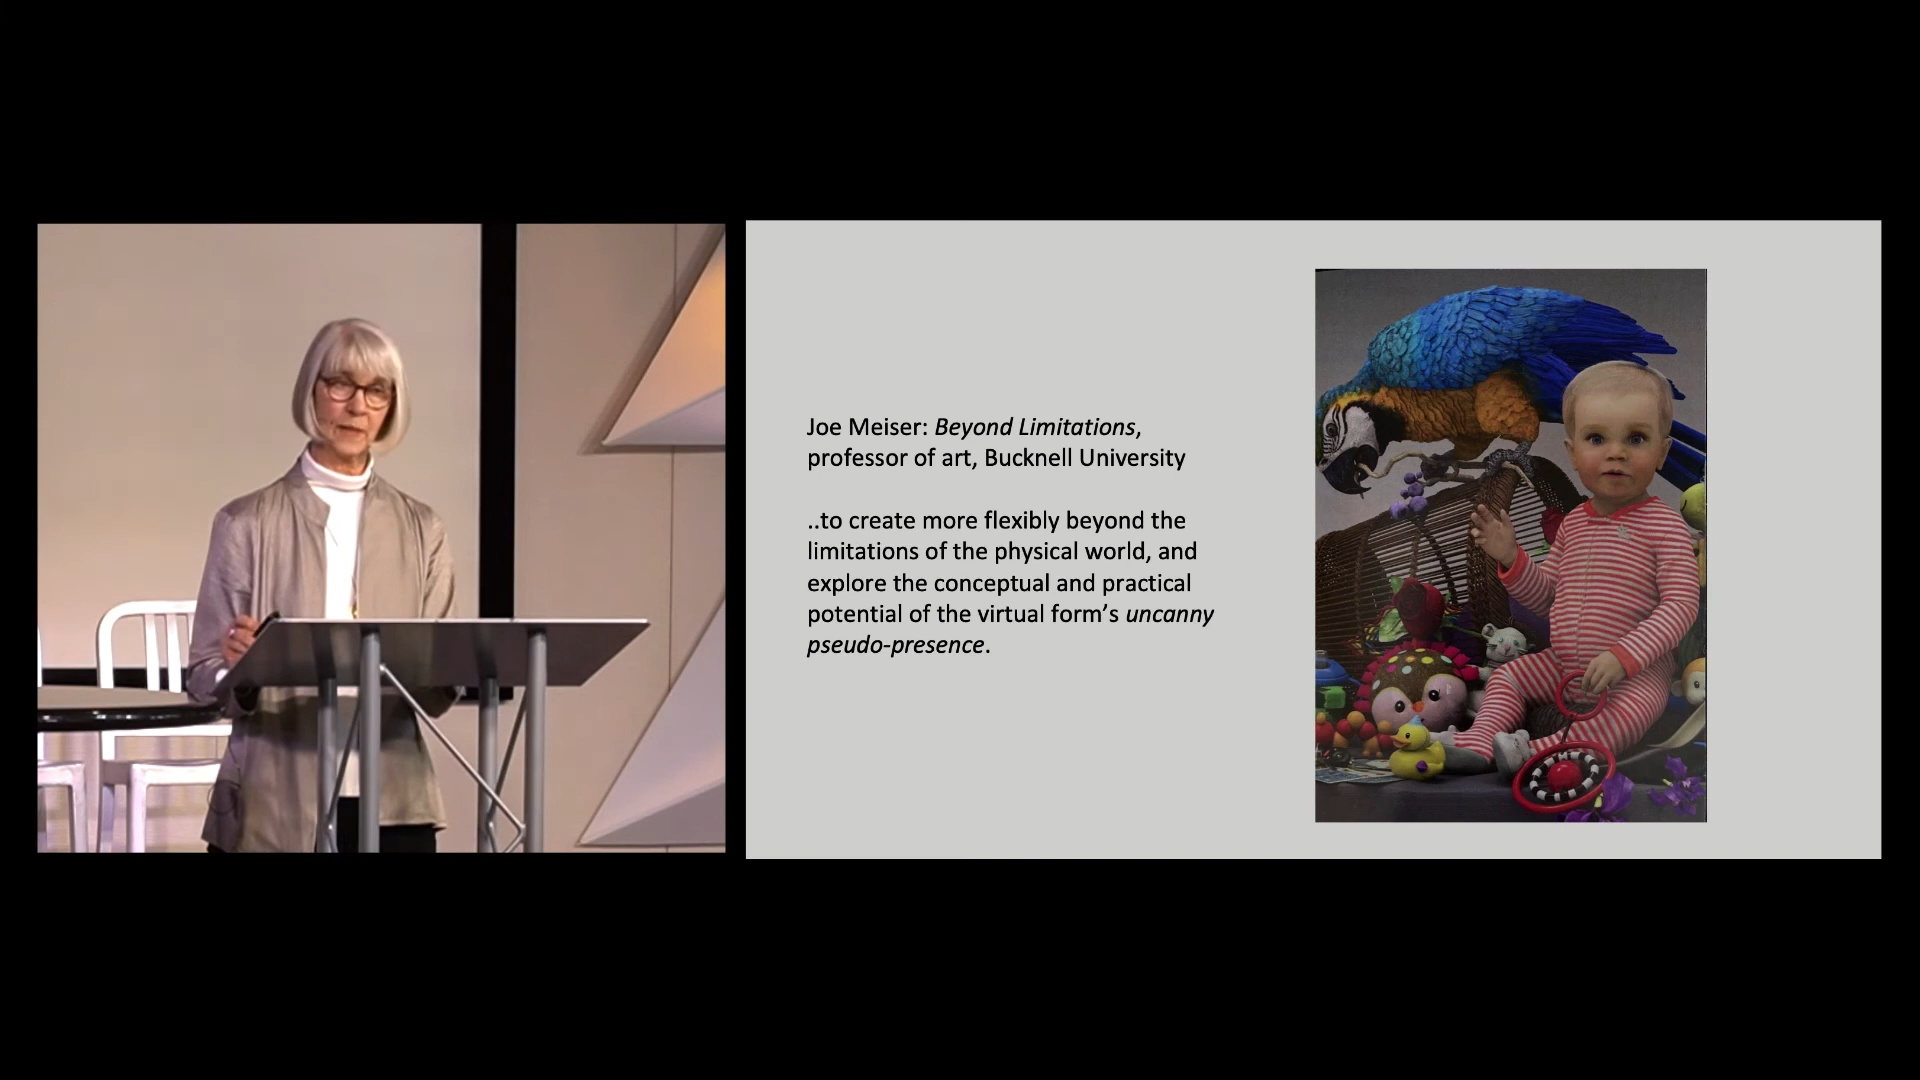 Joe Meiser: Beyond Limitations,
professor of art, Bucknell University
..to create more flexibly beyond the
limitations of the physical world, and
explore the conceptual and practical
potential of the virtual form’s uncanny
pseudo-presence.